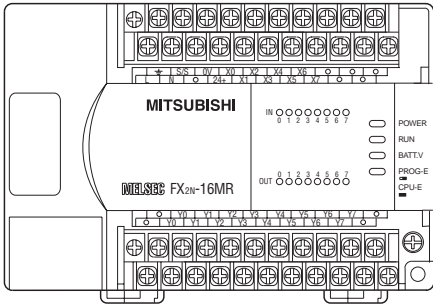 ⏚ S/S 0V X0 X2 X4 X6
L N 24+ X1 X3 X5 X7
MITSUBISHI
IN
0 1 2 3 4 5 6 7
POWER
RUN
BATT.V
PROG-E
CPU-E
OUT 0 1 2 3 4 5 6 7
MELSEC FX2N-16MR
Y0 Y1 Y2 Y3 Y4 Y5 Y6 Y7
Y0 Y1 Y2 Y3 Y4 Y5 Y6 Y7